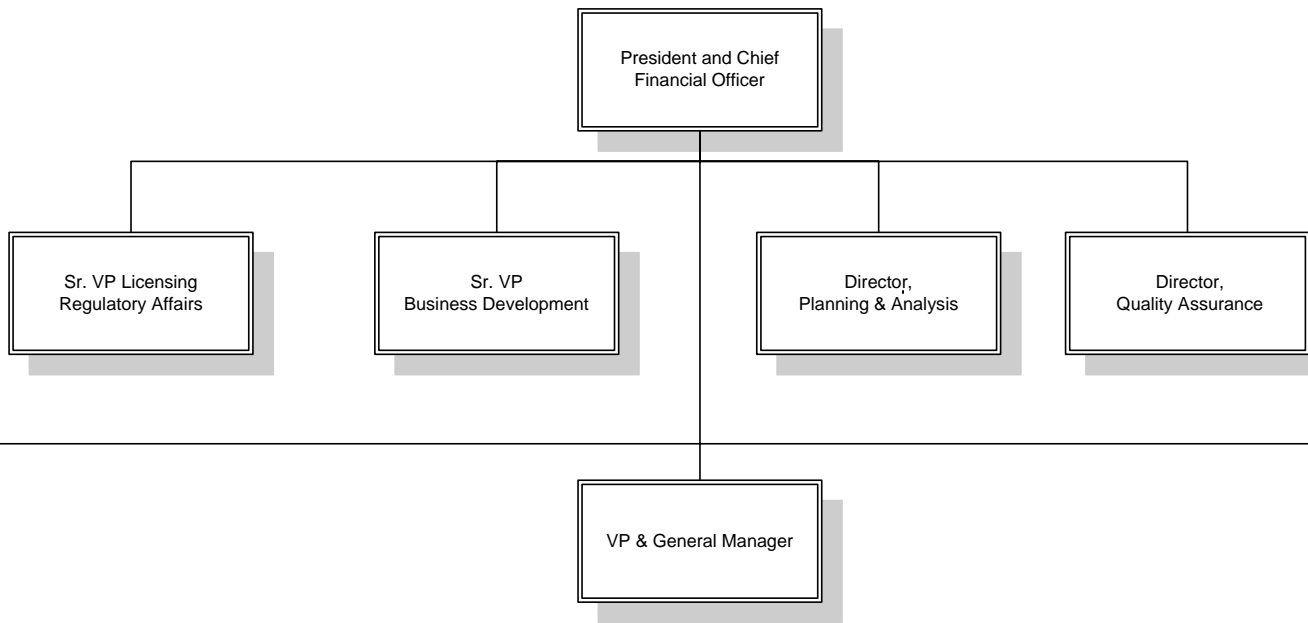 President and Chief
Financial Officer
Sr. VP Licensing
Regulatory Affairs
Sr. VP
Business Development
Director,
Planning & Analysis
Director,
Quality Assurance
VP & General Manager